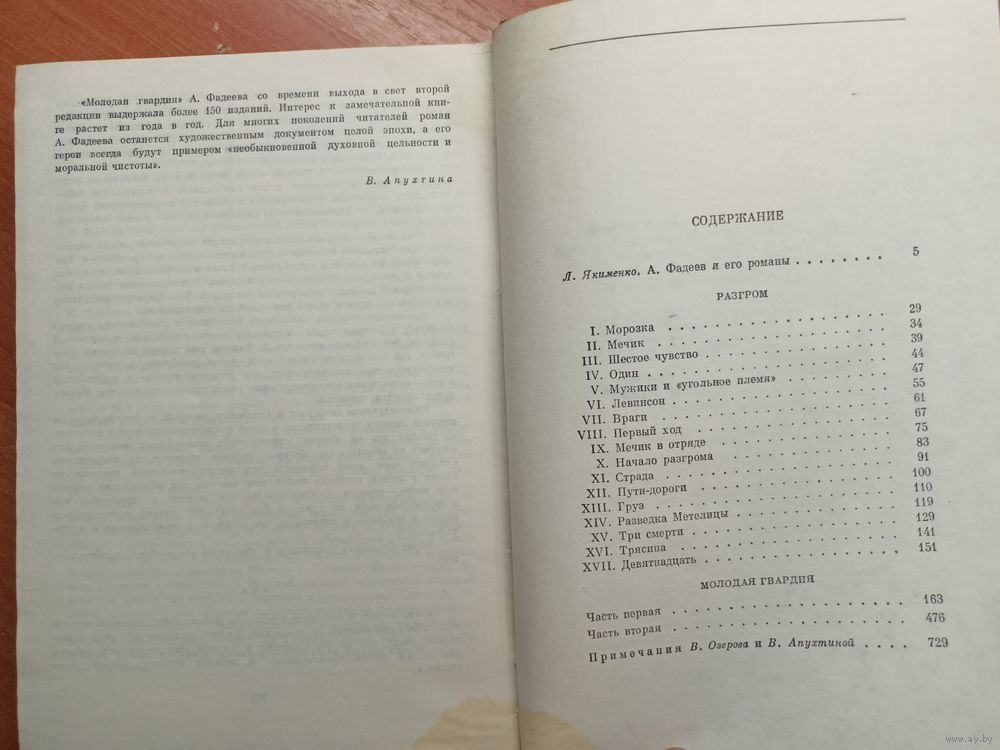 «Молодая гвардия» А. Фадеева со времени выхода в свет второй
редакции выдержала более 150 изданий. Интерес к замечательной кни-
ге растет из года в год. Для многих поколений читателей роман
А. Фадеева останется художественным документом целой эпохи, а его
герои всегда будут примером «необыкновенной духовной цельности и
моральной чистоты».
В. Апухтина
СОДЕРЖАНИЕ
Л. Якименко. А. Фадеев и его романы . . . . . . . . 5
РАЗГРОМ
I. Морозка . . . . . . . . . . . . . . . . . 29
II. Мечик . . . . . . . . . . . . . . . . . 34
III. Шестое чувство . . . . . . . . . . . . . . 39
IV. Один . . . . . . . . . . . . . . . . . . 44
V. Мужики и «угольное племя» . . . . . . . . . 47
VI. Левинсон . . . . . . . . . . . . . . . . 55
VII. Враги . . . . . . . . . . . . . . . . . 61
VIII. Первый ход . . . . . . . . . . . . . . . 67
IX. Мечик в отряде . . . . . . . . . . . . . 75
X. Начало разгрома . . . . . . . . . . . . . 83
XI. Страда . . . . . . . . . . . . . . . . . 91
XII. Пути-дороги . . . . . . . . . . . . . . . 100
XIII. Груз . . . . . . . . . . . . . . . . . . 110
XIV. Разведка Метелицы . . . . . . . . . . . . 119
XV. Три смерти . . . . . . . . . . . . . . . 129
XVI. Трясина . . . . . . . . . . . . . . . . 141
XVII. Девятнадцать . . . . . . . . . . . . . . 151
МОЛОДАЯ ГВАРДИЯ
Часть первая . . . . . . . . . . . . . . . . . 163
Часть вторая . . . . . . . . . . . . . . . . . 476
Примечания В. Озерова и В. Апухтиной . . . . 729
www.ay.by